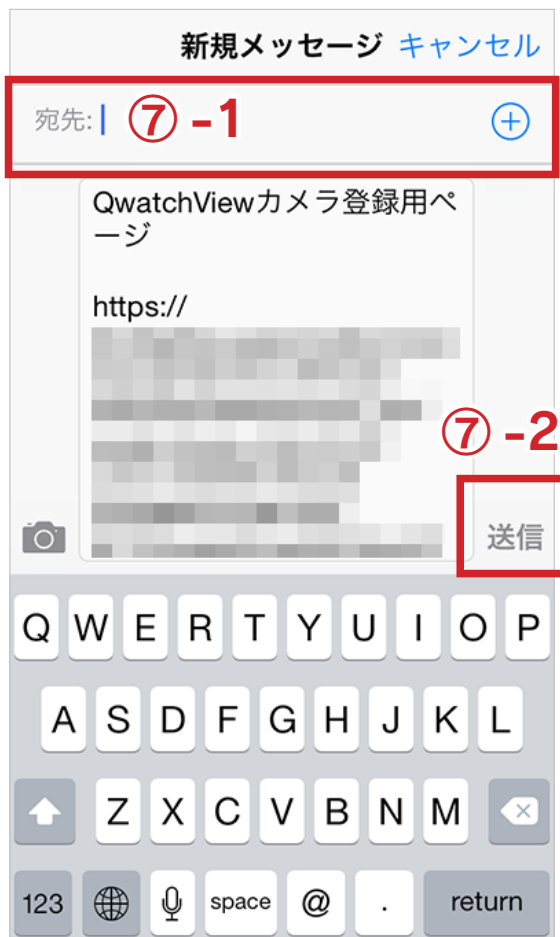 新規メッセージ キャンセル
宛先: ⑦-1
QwatchViewカメラ登録用ペ
ージ
https://
⑦-2
送信
Q W E R T Y U I O P
A S D F G H J K L
Z X C V B N M
123 space @ . return